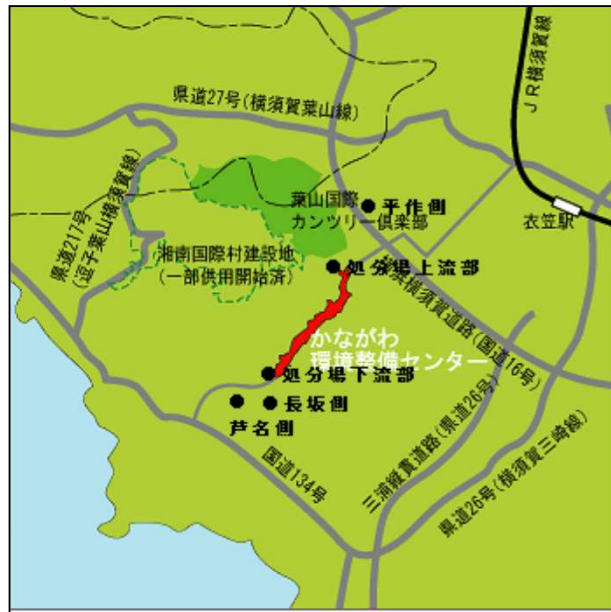 県道27号(横須賀葉山線)
JR横須賀線
葉山国際
カンツリー倶楽部
平作側
衣笠駅
県道217号
(逗子葉山横須賀線)
湘南国際村建設地
(一部供用開始済)
処分場上流部
横浜横須賀道路(国道16号)
かながわ
環境整備センター
処分場下流部
長坂側
芦名側
国道134号
三浦縦貫道路(県道26号)
県道26号(横須賀三崎線)